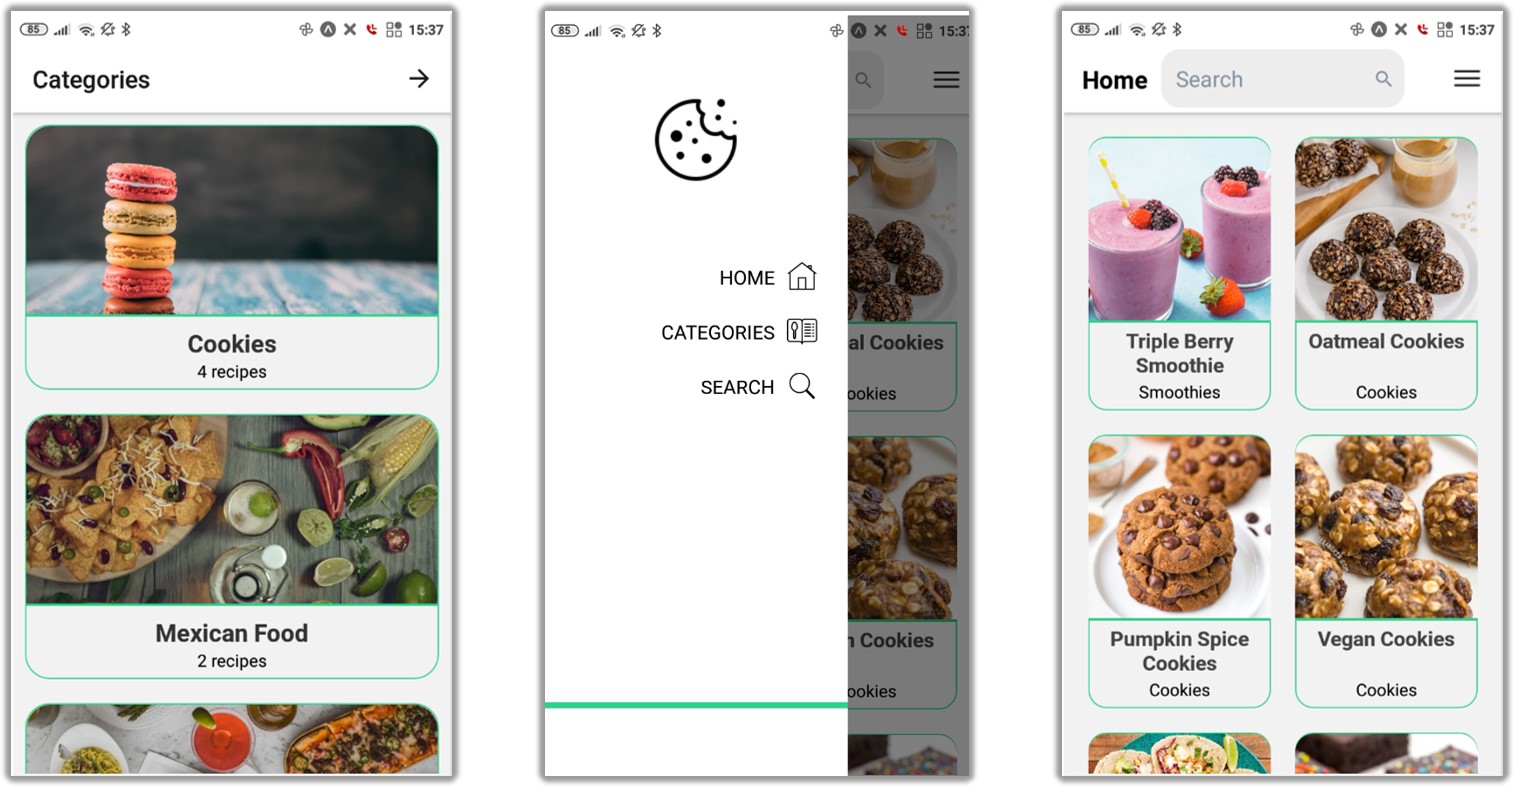 85
15:37
Categories
Cookies
4 recipes
Mexican Food
2 recipes
85
15:37
HOME
CATEGORIES
SEARCH
al Cookies
ookies
n Cookies
ookies
85
15:37
Home
Search
Triple Berry
Smoothie
Smoothies
Oatmeal Cookies
Cookies
Pumpkin Spice
Cookies
Cookies
Vegan Cookies
Cookies